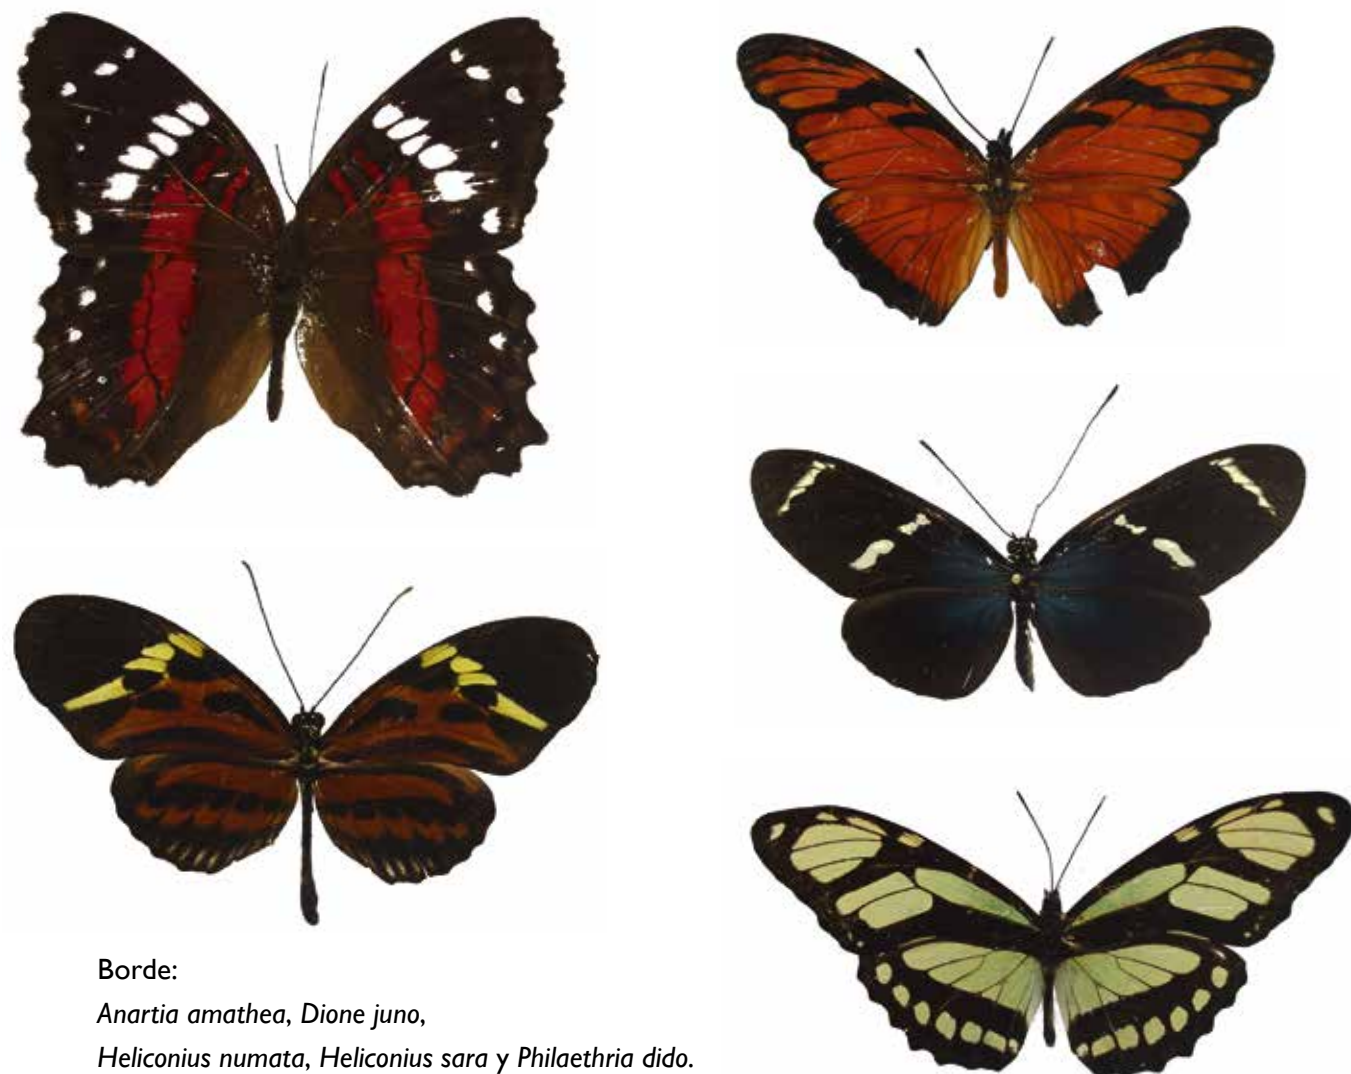 Borde:
Anartia amathea, Dione juno,
Heliconius numata, Heliconius sara y Philaethria dido.